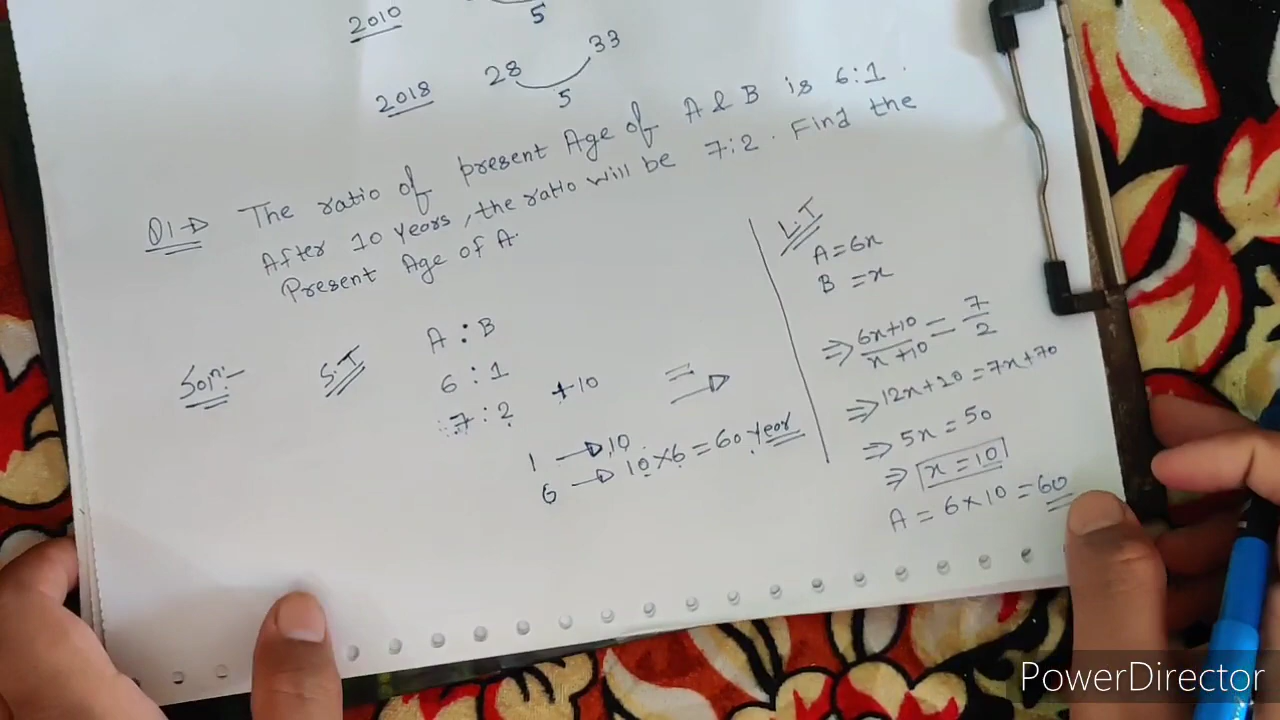 2010
5
2018 28 33
5
Q1→ The ratio of present Age of A & B is 6:1.
After 10 Years, the ratio will be 7:2. Find the
Present Age of A.
Soln:- S.T
A : B
6 : 1
7 : 2 +10 ⇒
1 → 10
6 → 10×6 = 60 year
L.T
A = 6x
B = x
⇒ 6x+10/x+10 = 7/2
⇒ 12x+20 = 7x+70
⇒ 5x = 50
⇒ x = 10
A = 6×10 = 60
PowerDirector